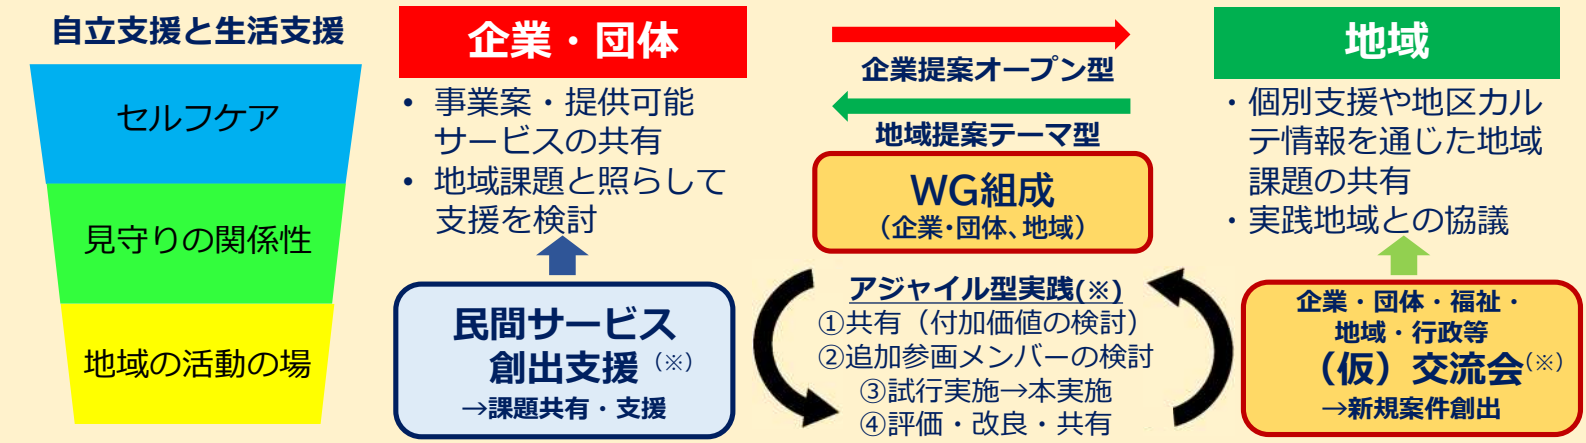 自立支援と生活支援
セルフケア
見守りの関係性
地域の活動の場
企業・団体
• 事業案・提供可能
サービスの共有
• 地域課題と照らして
支援を検討
民間サービス
創出支援（※）
→課題共有・支援
企業提案オープン型
地域提案テーマ型
WG組成
（企業・団体、地域）
アジャイル型実践(※)
①共有（付加価値の検討）
②追加参画メンバーの検討
③試行実施→本実施
④評価・改良・共有
地域
・個別支援や地区カル
テ情報を通じた地域
課題の共有
・実践地域との協議
企業・団体・福祉・
地域・行政等
（仮）交流会（※）
→新規案件創出